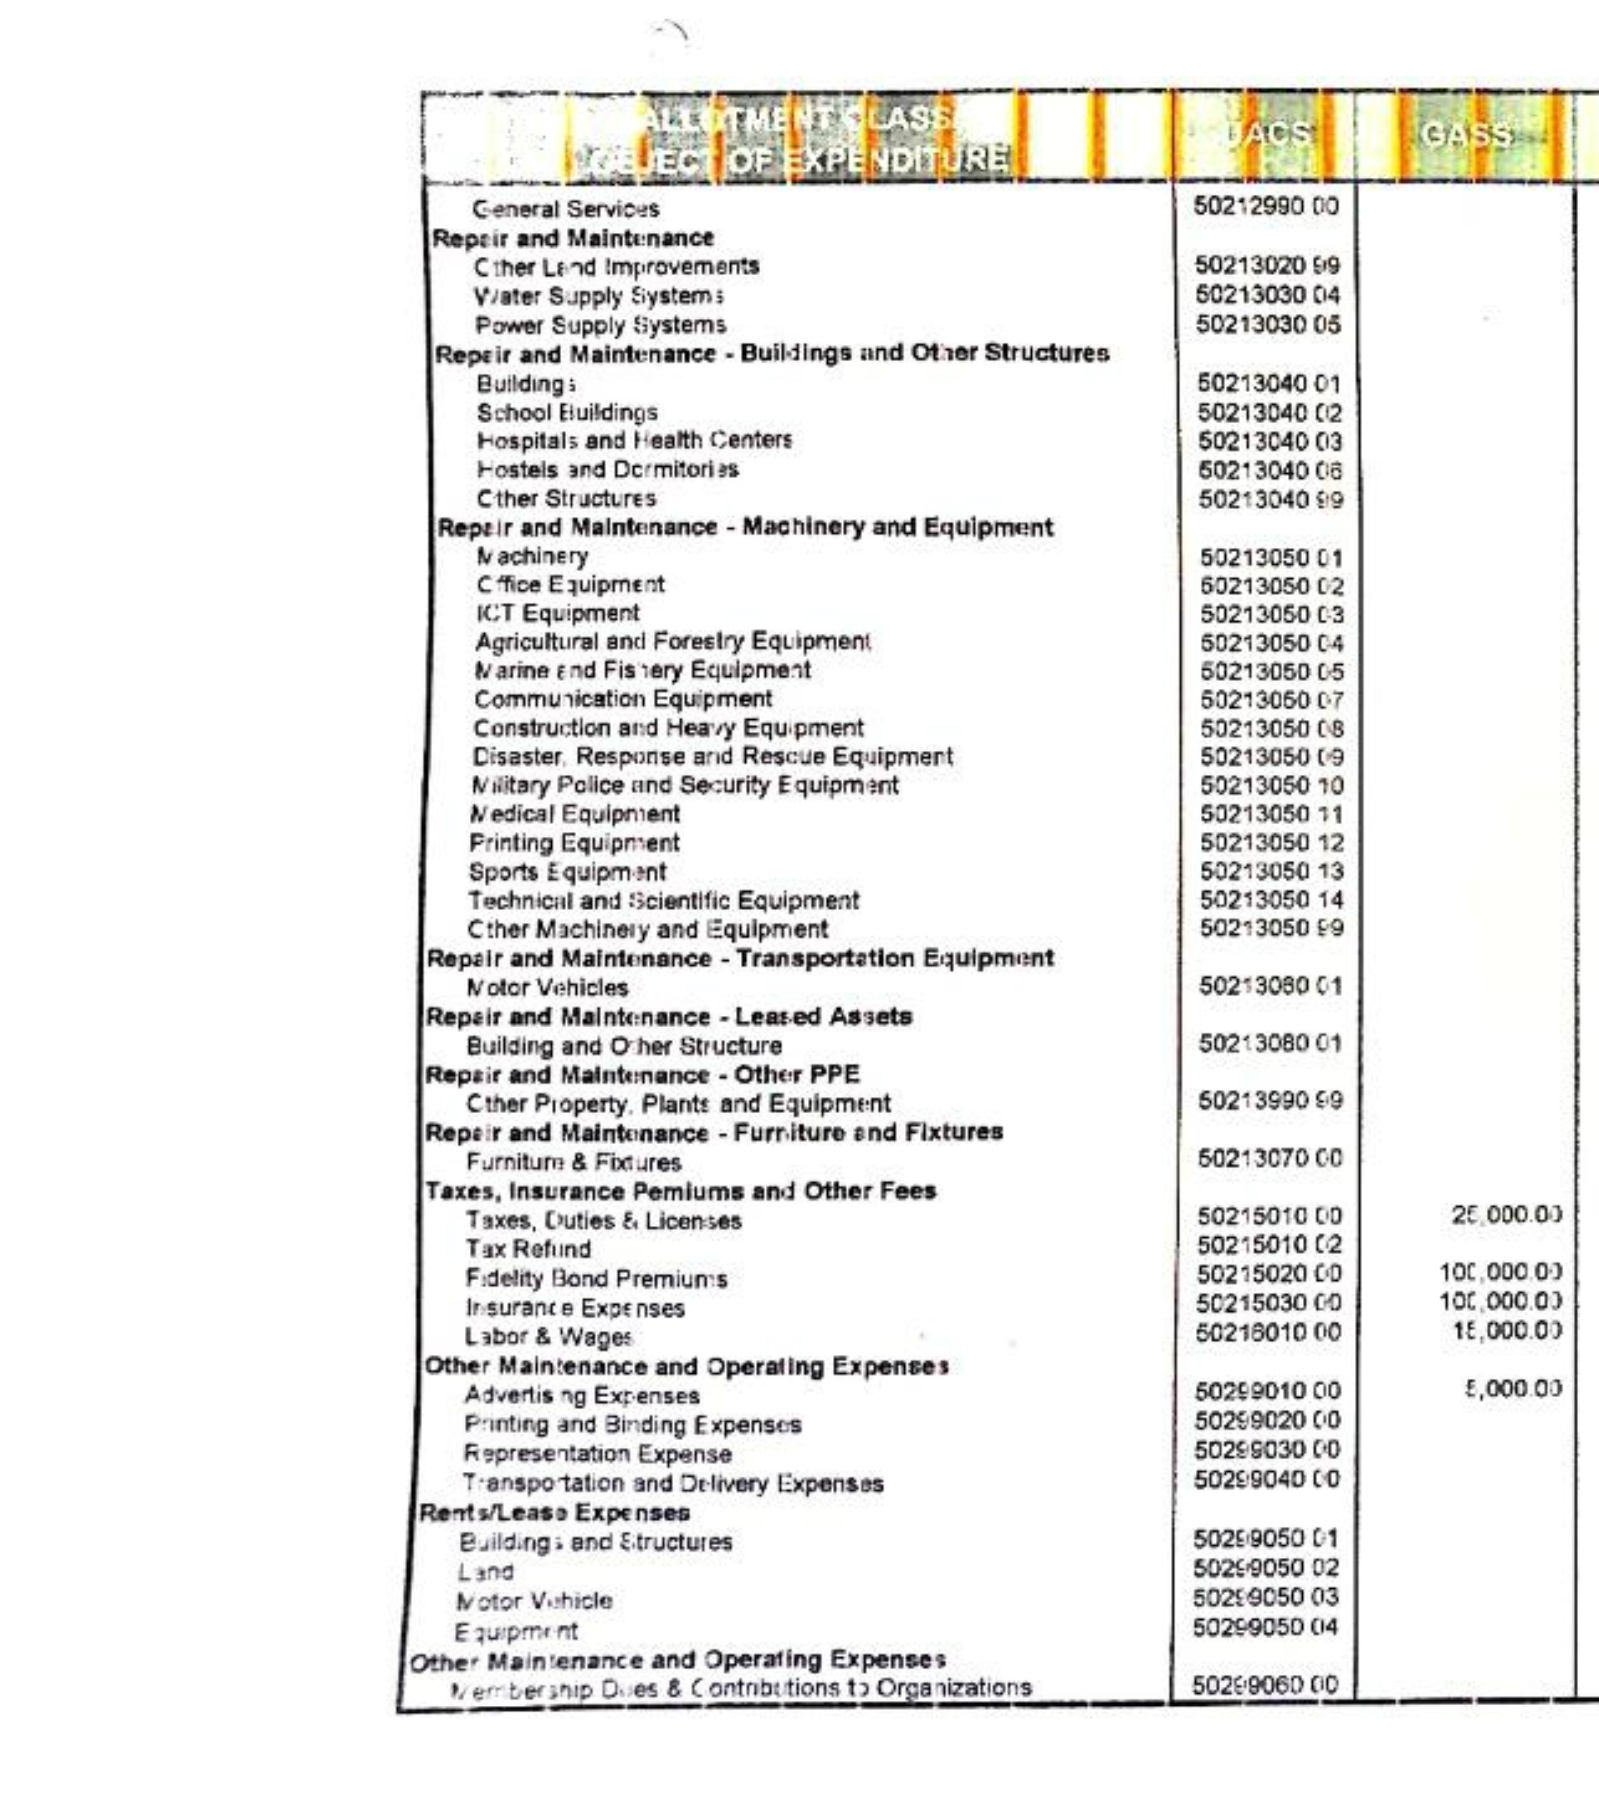 ALLOTMENT CLASS UACS GASS
OBJECT OF EXPENDITURE
General Services 50212990 00
Repair and Maintenance
Other Land Improvements 50213020 99
Water Supply Systems 50213030 04
Power Supply Systems 50213030 05
Repair and Maintenance - Buildings and Other Structures
Buildings 50213040 01
School Buildings 50213040 02
Hospitals and Health Centers 50213040 03
Hostels and Dormitories 50213040 06
Other Structures 50213040 99
Repair and Maintenance - Machinery and Equipment
Machinery 50213050 01
Office Equipment 50213050 02
ICT Equipment 50213050 03
Agricultural and Forestry Equipment 50213050 04
Marine and Fishery Equipment 50213050 05
Communication Equipment 50213050 07
Construction and Heavy Equipment 50213050 08
Disaster, Response and Rescue Equipment 50213050 09
Military Police and Security Equipment 50213050 10
Medical Equipment 50213050 11
Printing Equipment 50213050 12
Sports Equipment 50213050 13
Technical and Scientific Equipment 50213050 14
Other Machinery and Equipment 50213050 99
Repair and Maintenance - Transportation Equipment
Motor Vehicles 50213060 01
Repair and Maintenance - Leased Assets
Building and Other Structure 50213080 01
Repair and Maintenance - Other PPE
Other Property, Plants and Equipment 50213990 99
Repair and Maintenance - Furniture and Fixtures
Furniture & Fixtures 50213070 00
Taxes, Insurance Pemiums and Other Fees
Taxes, Duties & Licenses 50215010 00 25,000.00
Tax Refund 50215010 02
Fidelity Bond Premiums 50215020 00 100,000.00
Insurance Expenses 50215030 00 100,000.00
Labor & Wages 50216010 00 15,000.00
Other Maintenance and Operating Expenses
Advertising Expenses 50299010 00 5,000.00
Printing and Binding Expenses 50299020 00
Representation Expense 50299030 00
Transportation and Delivery Expenses 50299040 00
Rents/Lease Expenses
Buildings and Structures 50299050 01
Land 50299050 02
Motor Vehicle 50299050 03
Equipment 50299050 04
Other Maintenance and Operating Expenses
Membership Dues & Contributions to Organizations 50299060 00